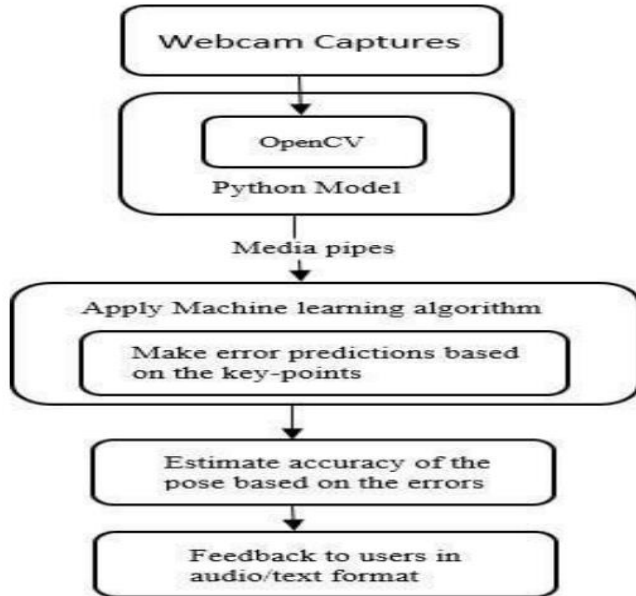 Webcam Captures
OpenCV
Python Model
Media pipes
Apply Machine learning algorithm
Make error predictions based
on the key-points
Estimate accuracy of the
pose based on the errors
Feedback to users in
audio/text format